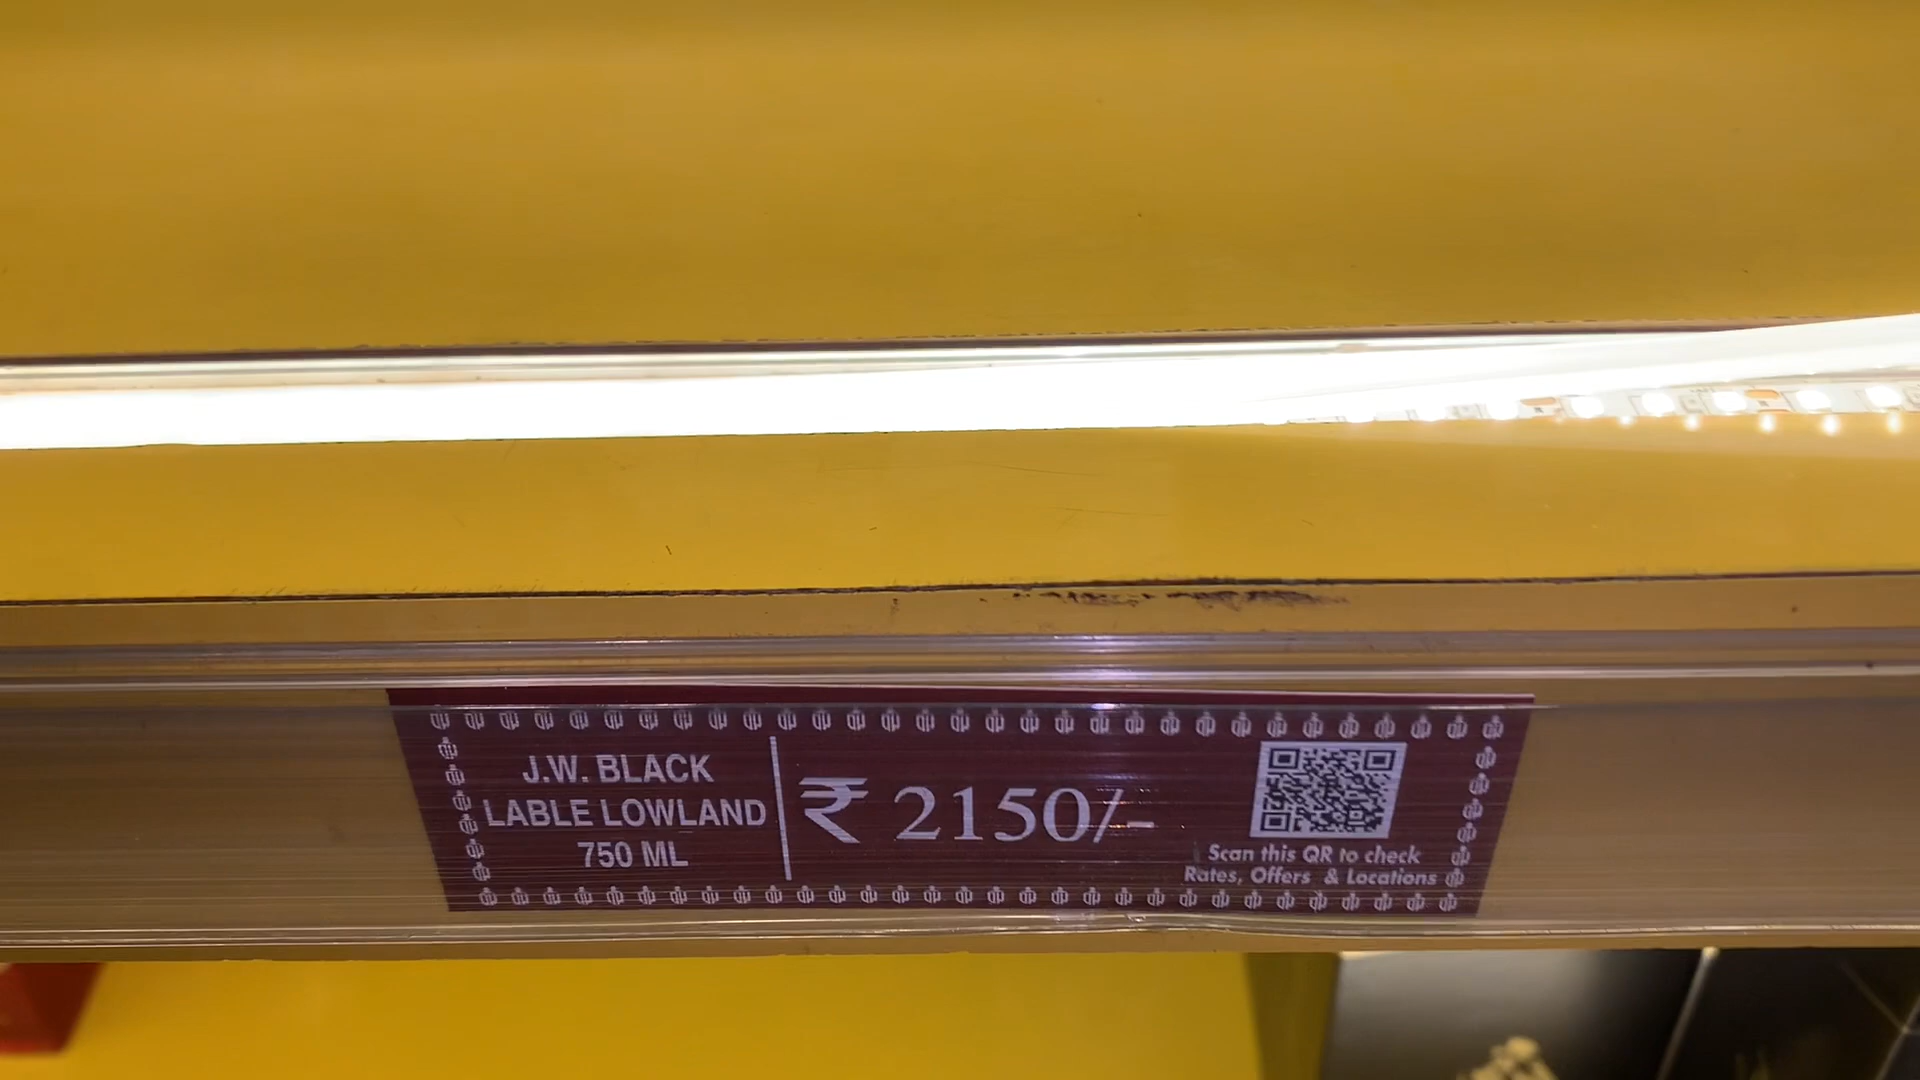 J.W. BLACK
LABLE LOWLAND
750 ML
₹ 2150/-
Scan this QR to check
Rates, Offers & Locations